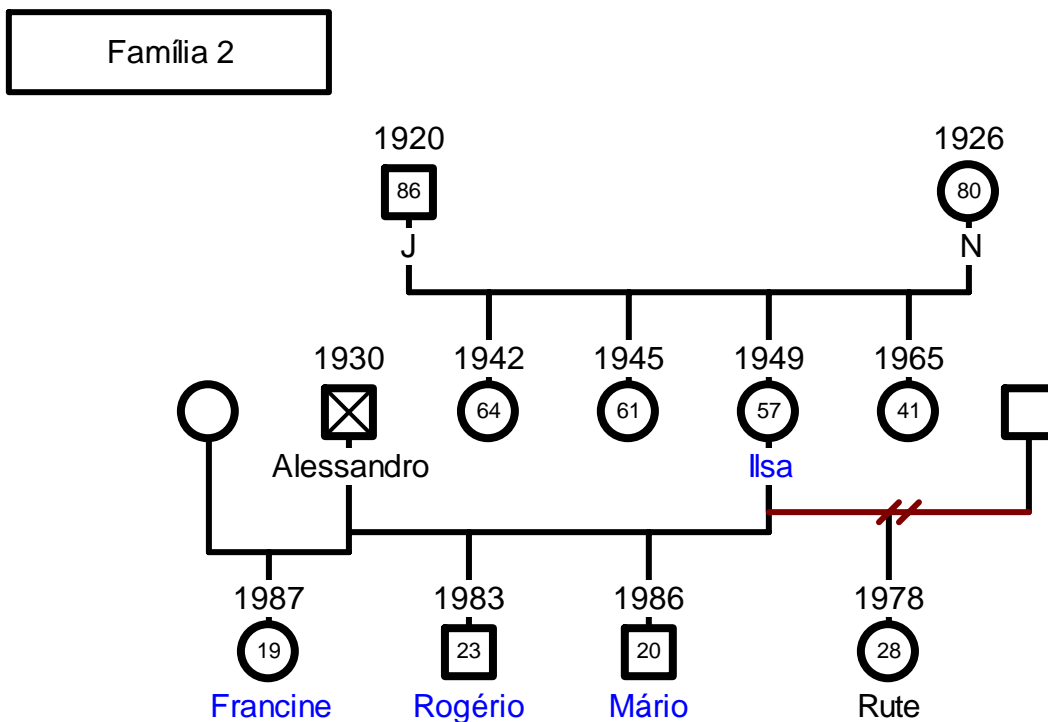 Família 2
1920 1926
86 80
J N
1930 1942 1945 1949 1965
64 61 57 41
Alessandro Ilsa
1987 1983 1986 1978
19 23 20 28
Francine Rogério Mário Rute